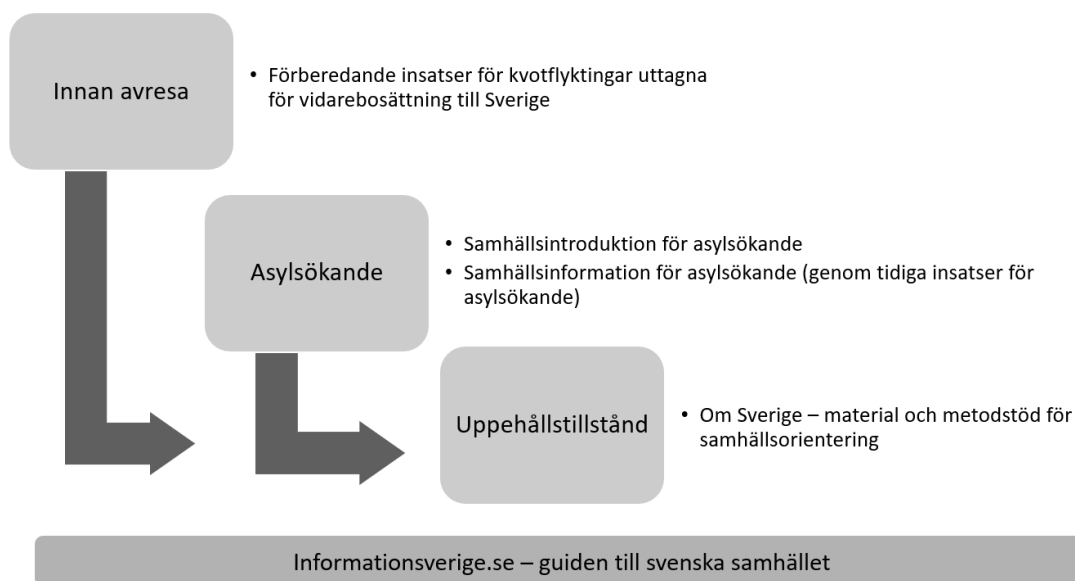 Innan avresa
• Förberedande insatser för kvotflyktingar uttagna
för vidarebosättning till Sverige
Asylsökande
• Samhällsintroduktion för asylsökande
• Samhällsinformation för asylsökande (genom tidiga insatser för
asylsökande)
Uppehållstillstånd
• Om Sverige – material och metodstöd för
samhällsorientering
Informationsverige.se – guiden till svenska samhället